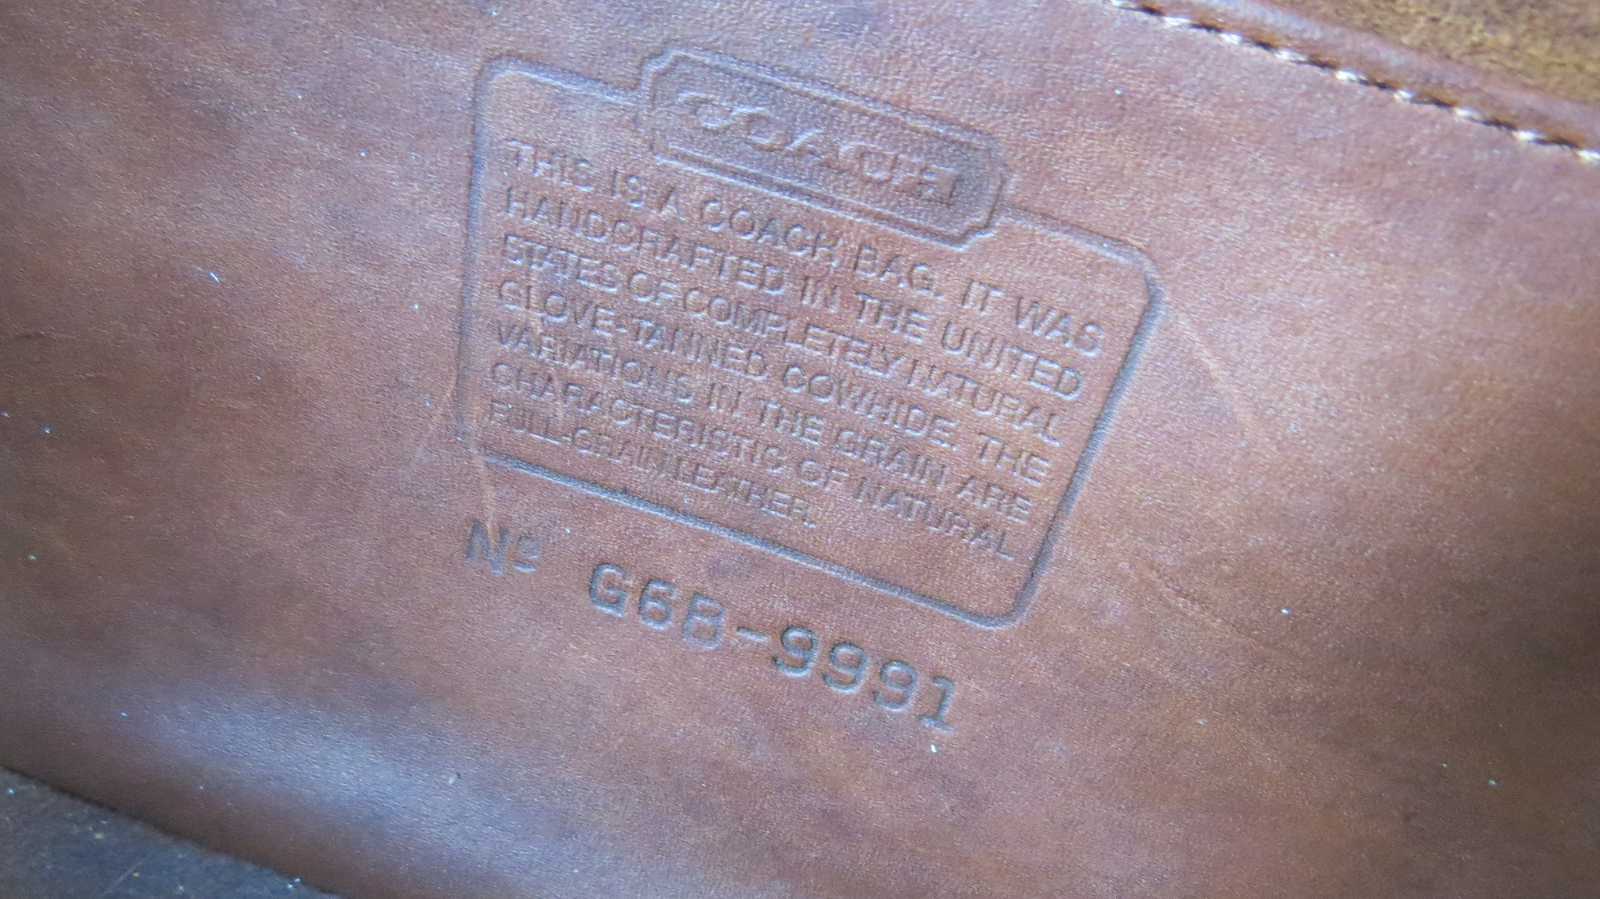 COACH
THIS IS A COACH BAG. IT WAS
HANDCRAFTED IN THE UNITED
STATES OF COMPLETELY NATURAL
GLOVE-TANNED COWHIDE. THE
VARIATIONS IN THE GRAIN ARE
CHARACTERISTIC OF NATURAL
FULL-GRAIN LEATHER.
Nº G6B-9991